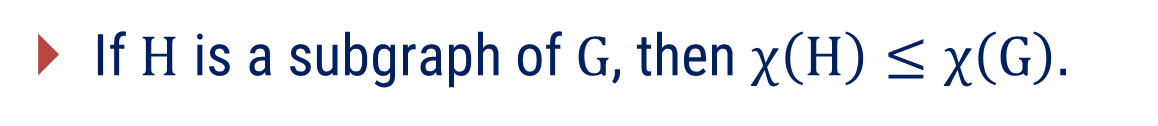 If H is a subgraph of G, then χ(H) ≤ χ(G).